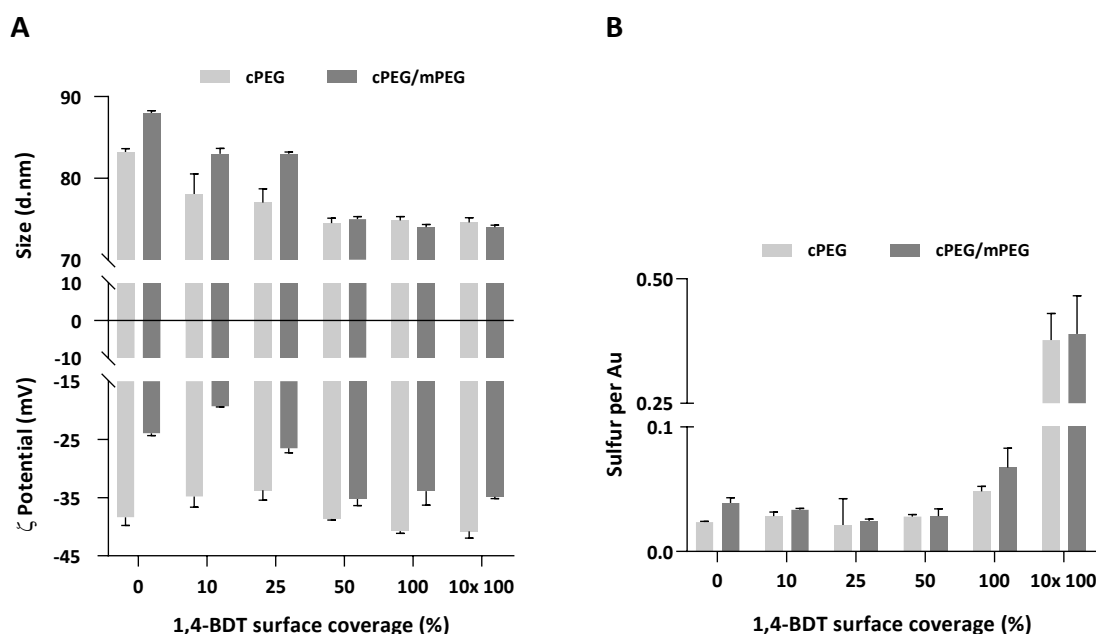 A
cPEG cPEG/mPEG
90
80
70
10
0
-10
-15
-25
-35
-45
Size (d.nm)
ζ Potential (mV)
0 10 25 50 100 10x 100
1,4-BDT surface coverage (%)
B
cPEG cPEG/mPEG
0.50
0.25
0.1
0.0
Sulfur per Au
0 10 25 50 100 10x 100
1,4-BDT surface coverage (%)